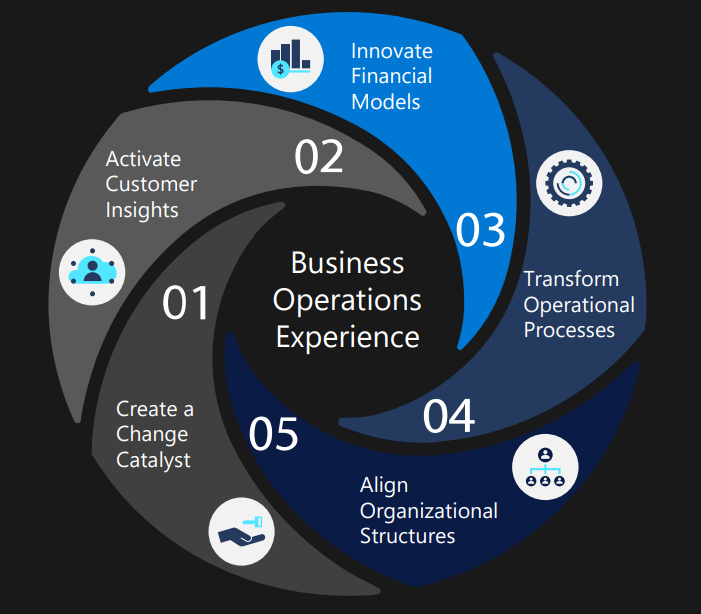 Business
Operations
Experience
01
Create a
Change
Catalyst
02
Activate
Customer
Insights
03
Innovate
Financial
Models
$
04
Transform
Operational
Processes
05
Align
Organizational
Structures